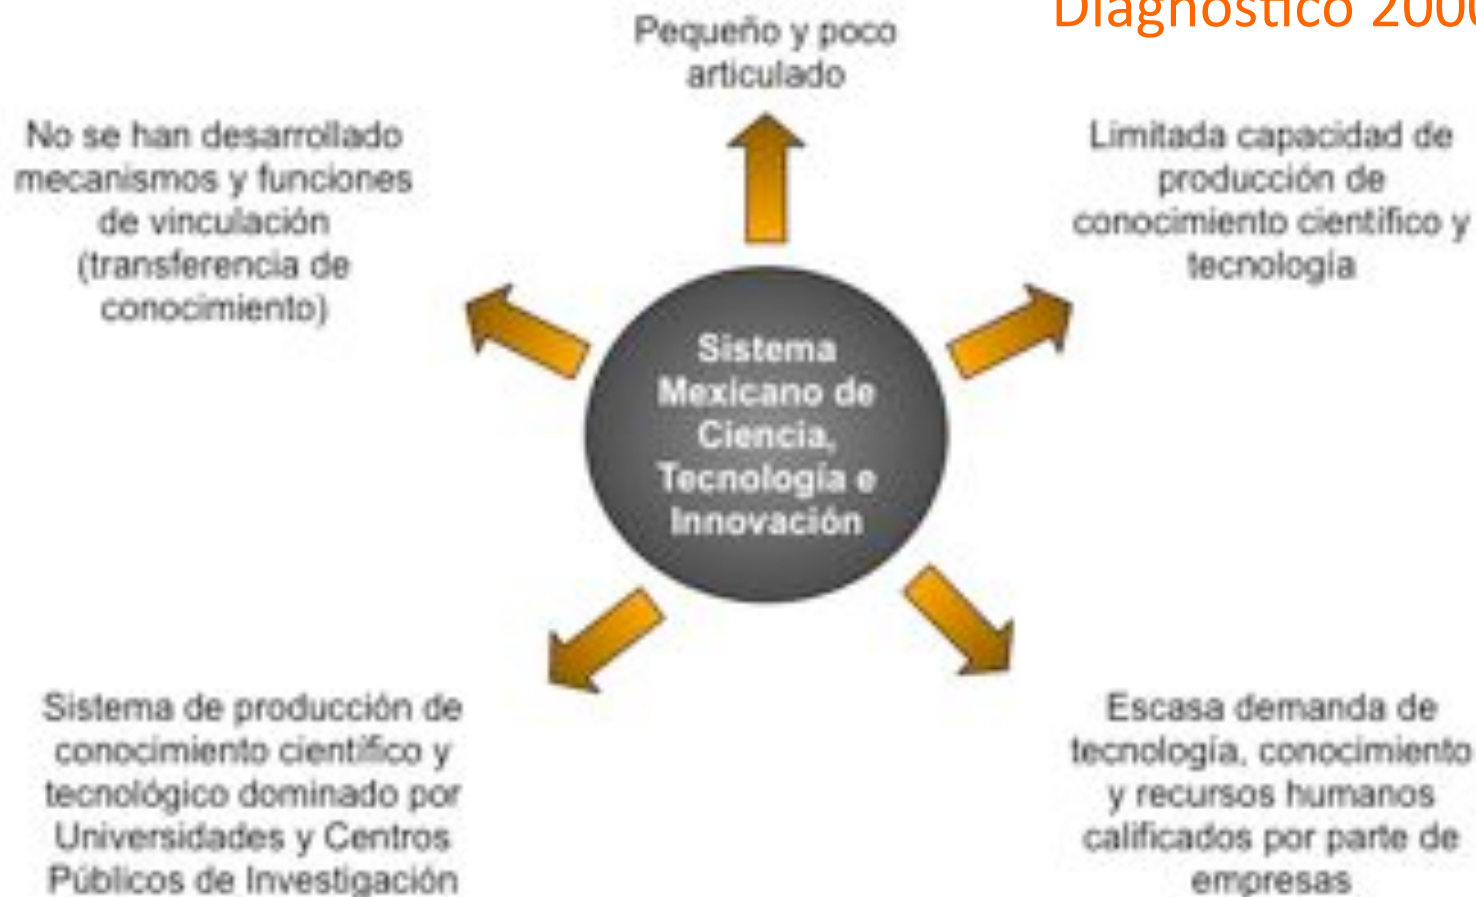 Diagnóstico 2000
Pequeño y poco
articulado
No se han desarrollado
mecanismos y funciones
de vinculación
(transferencia de
conocimiento)
Limitada capacidad de
producción de
conocimiento científico y
tecnología
Sistema
Mexicano de
Ciencia,
Tecnología e
Innovación
Sistema de producción de
conocimiento científico y
tecnológico dominado por
Universidades y Centros
Públicos de Investigación
Escasa demanda de
tecnología, conocimiento
y recursos humanos
calificados por parte de
empresas